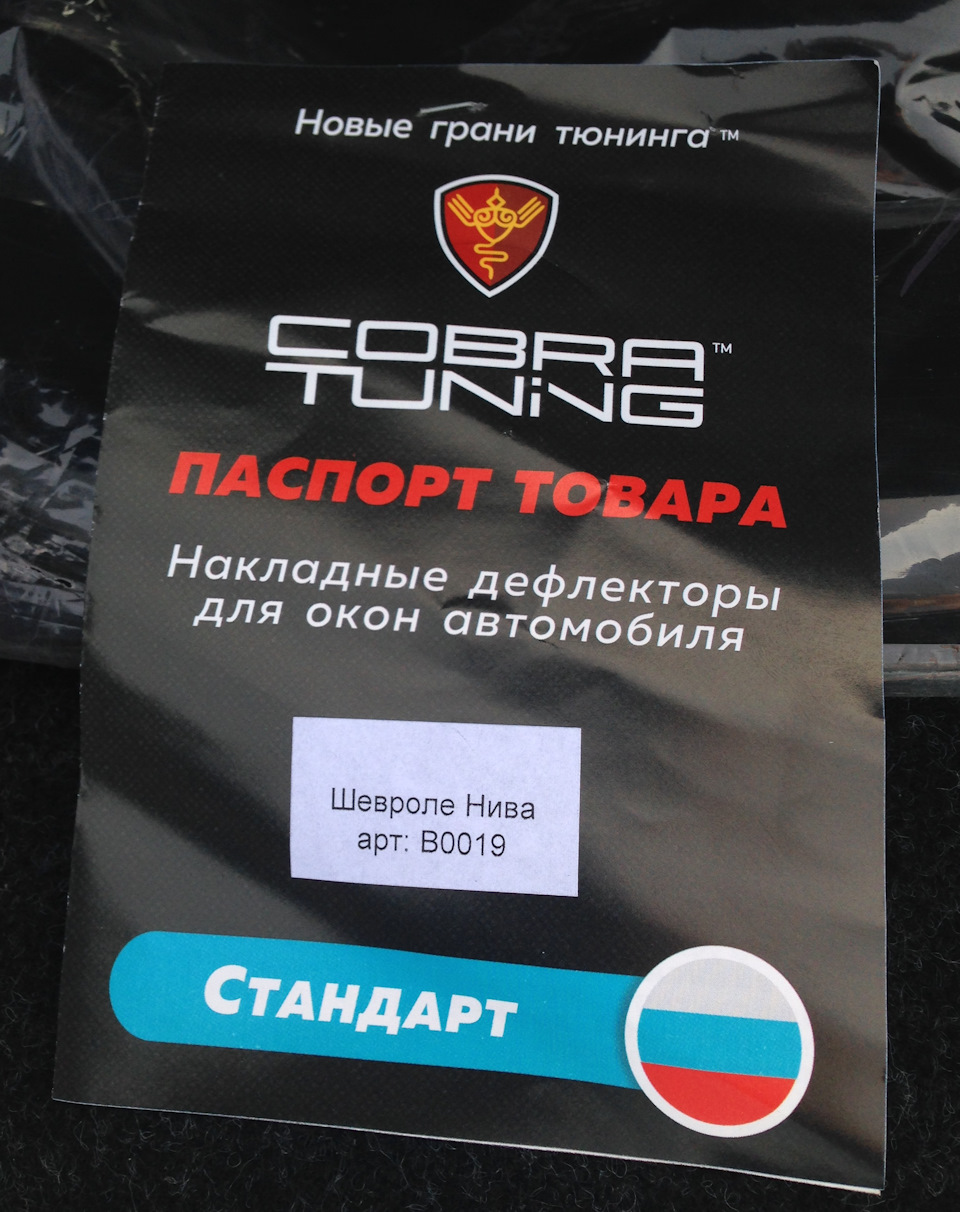 Новые грани тюнинга™
COBRA™
TUNiNG
ПАСПОРТ ТОВАРА
Накладные дефлекторы
для окон автомобиля
Шевроле Нива
арт: B0019
СТАНДАРТ